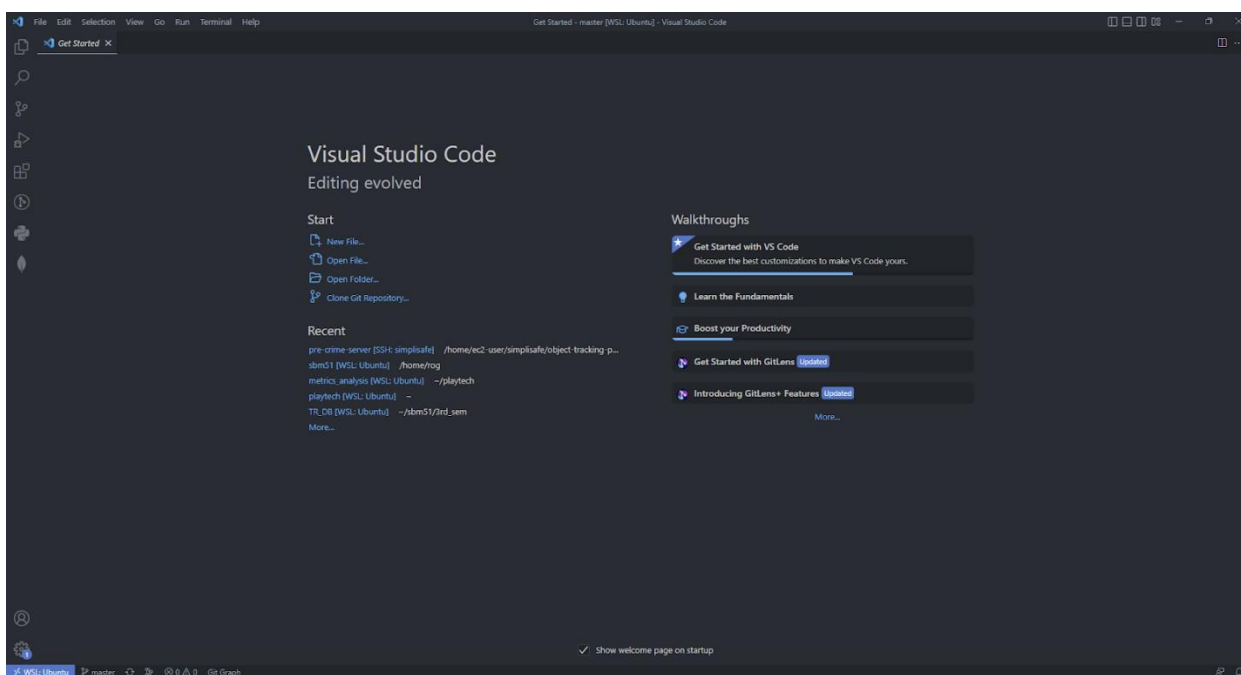 File Edit Selection View Go Run Terminal Help
Get Started - master [WSL: Ubuntu] - Visual Studio Code
Get Started
Visual Studio Code
Editing evolved
Start
New File...
Open File...
Open Folder...
Clone Git Repository...
Recent
pre-crime-server [SSH: simplisafe] /home/ec2-user/simplisafe/object-tracking-p...
sbm51 [WSL: Ubuntu] /home/rog
metrics_analysis [WSL: Ubuntu] ~/playtech
playtech [WSL: Ubuntu] ~
TR_DB [WSL: Ubuntu] ~/sbm51/3rd_sem
More...
Walkthroughs
Get Started with VS Code
Discover the best customizations to make VS Code yours.
Learn the Fundamentals
Boost your Productivity
Get Started with GitLens Updated
Introducing GitLens+ Features Updated
More...
Show welcome page on startup
1
WSL: Ubuntu master 0 0 Git Graph